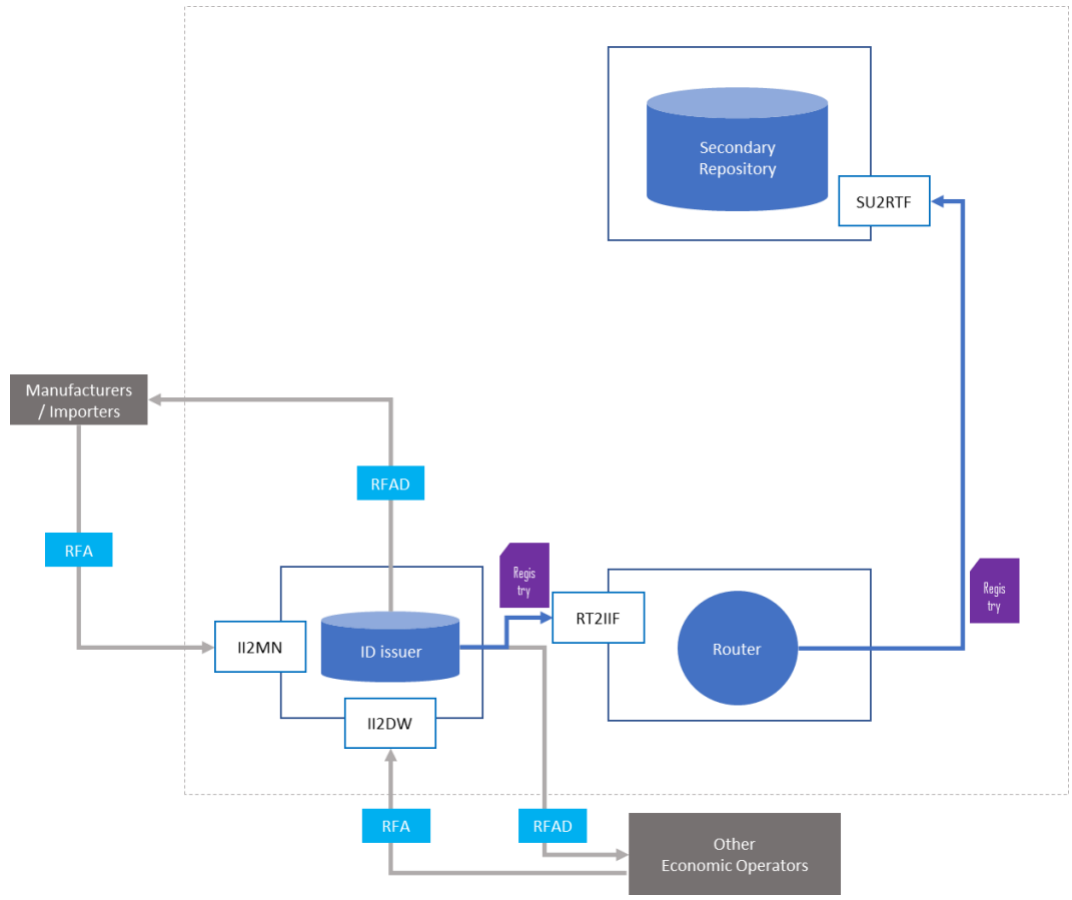 Secondary
Repository
SU2RTF
Manufacturers
/ Importers
RFAD
RFA
Regis
try
Regis
try
RT2IIF
II2MN
ID issuer
Router
II2DW
RFA
RFAD
Other
Economic Operators